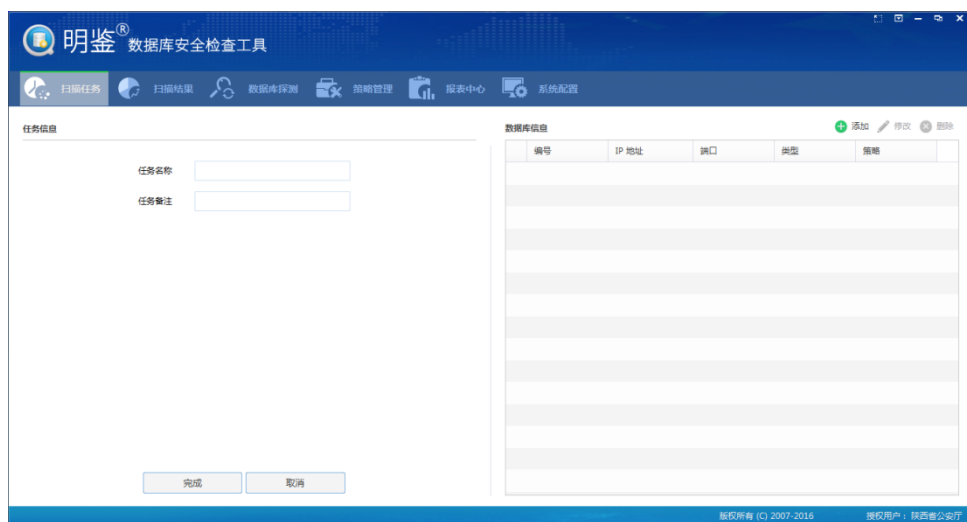 明鉴® 数据库安全检查工具
扫描任务 扫描结果 数据库探测 策略管理 报表中心 系统配置
任务信息
任务名称
任务备注
完成 取消
数据库信息 添加 修改 删除
编号 IP 地址 端口 类型 策略
版权所有 (C) 2007-2016 授权用户： 陕西省公安厅